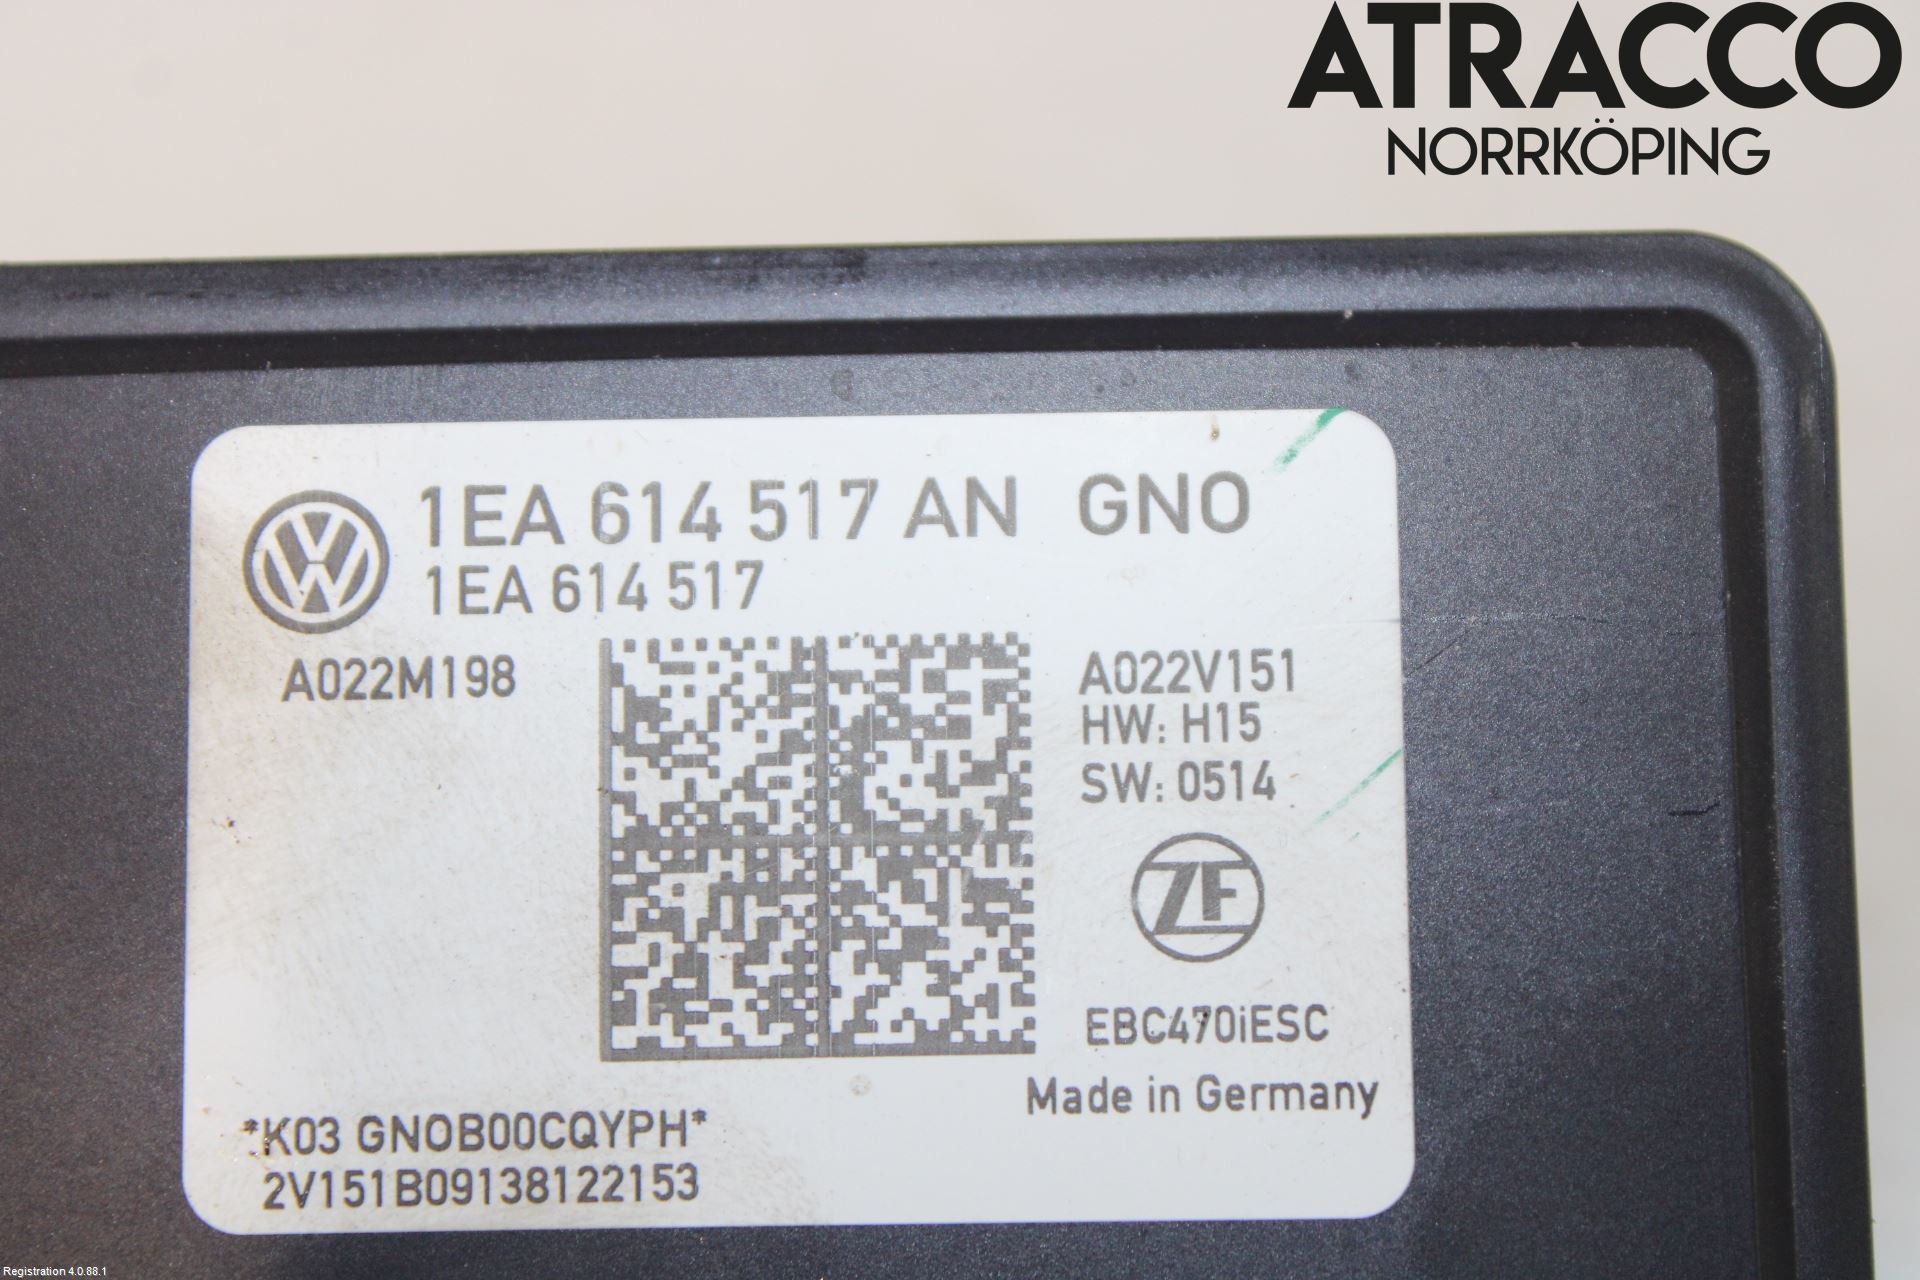 ATRACCO
NORRKÖPING
1EA 614 517 AN GNO
1EA 614 517
A022M198
A022V151
HW: H15
SW: 0514
ZF
EBC470iESC
Made in Germany
*K03 GNOB00CQYPH*
2V151B09138122153
Registration 4.0.88.1